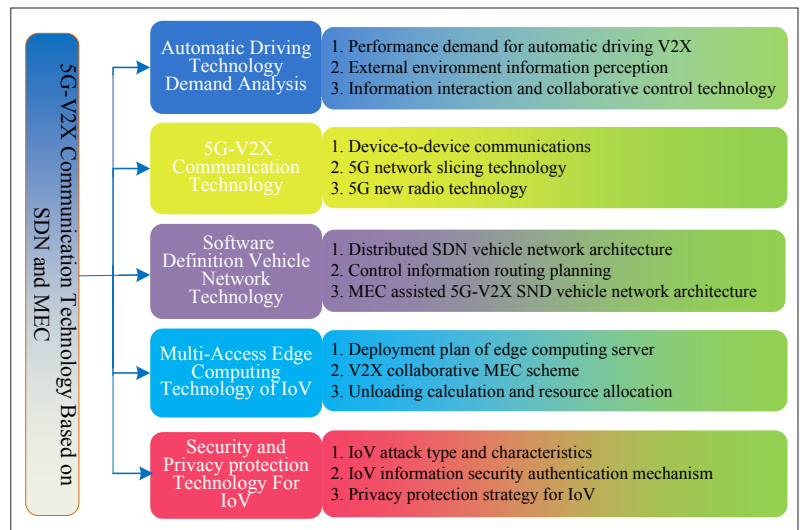 5G-V2X Communication Technology Based on
SDN and MEC
Automatic Driving
Technology
Demand Analysis
1. Performance demand for automatic driving V2X
2. External environment information perception
3. Information interaction and collaborative control technology
5G-V2X
Communication
Technology
1. Device-to-device communications
2. 5G network slicing technology
3. 5G new radio technology
Software
Definition Vehicle
Network
Technology
1. Distributed SDN vehicle network architecture
2. Control information routing planning
3. MEC assisted 5G-V2X SND vehicle network architecture
Multi-Access Edge
Computing
Technology of IoV
1. Deployment plan of edge computing server
2. V2X collaborative MEC scheme
3. Unloading calculation and resource allocation
Security and
Privacy protection
Technology For
IoV
1. IoV attack type and characteristics
2. IoV information security authentication mechanism
3. Privacy protection strategy for IoV